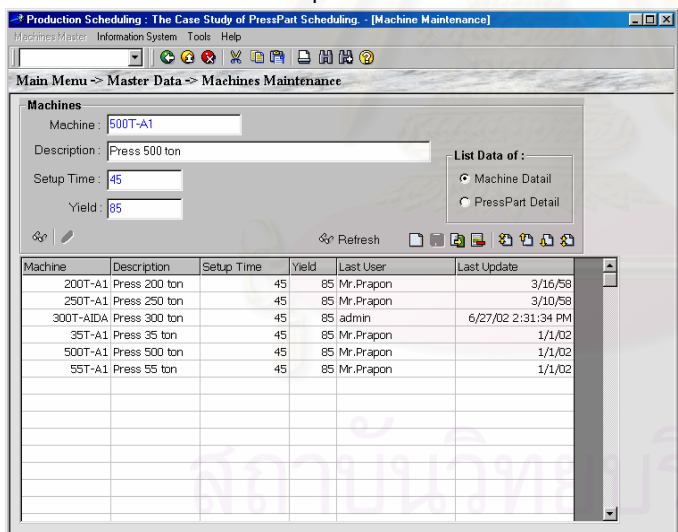 Production Scheduling : The Case Study of PressPart Scheduling. - [Machine Maintenance]
Machines Master Information System Tools Help
Main Menu -> Master Data -> Machines Maintenance
Machines
Machine : 500T-A1
Description : Press 500 ton
List Data of :
Setup Time : 45
Machine Datail
Yield : 85
PressPart Detail
Refresh
Machine Description Setup Time Yield Last User Last Update
200T-A1 Press 200 ton 45 85 Mr.Prapon 3/16/58
250T-A1 Press 250 ton 45 85 Mr.Prapon 3/10/58
300T-AIDA Press 300 ton 45 85 admin 6/27/02 2:31:34 PM
35T-A1 Press 35 ton 45 85 Mr.Prapon 1/1/02
500T-A1 Press 500 ton 45 85 Mr.Prapon 1/1/02
55T-A1 Press 55 ton 45 85 Mr.Prapon 1/1/02